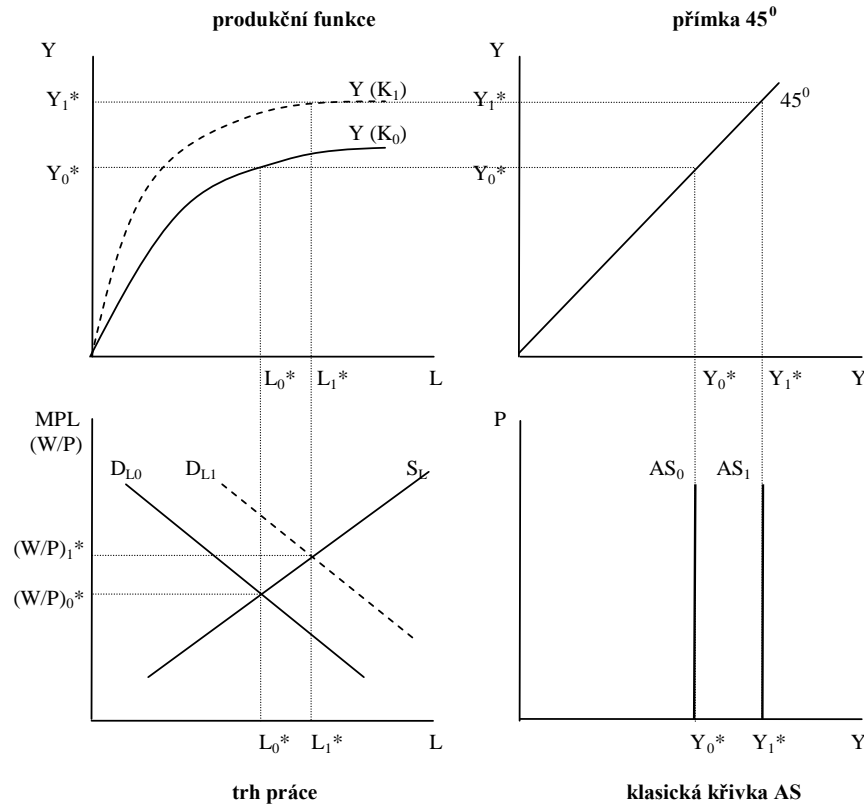 produkční funkce
přímka 45⁰
Y
Y₁*
Y (K₁)
Y (K₀)
Y₀*
L₀* L₁* L
Y
Y₁*
45⁰
Y₀*
Y₀* Y₁* Y
MPL
(W/P)
D_L0 D_L1 S_L
(W/P)₁*
(W/P)₀*
L₀* L₁* L
P
AS₀ AS₁
Y₀* Y₁* Y
trh práce
klasická křivka AS